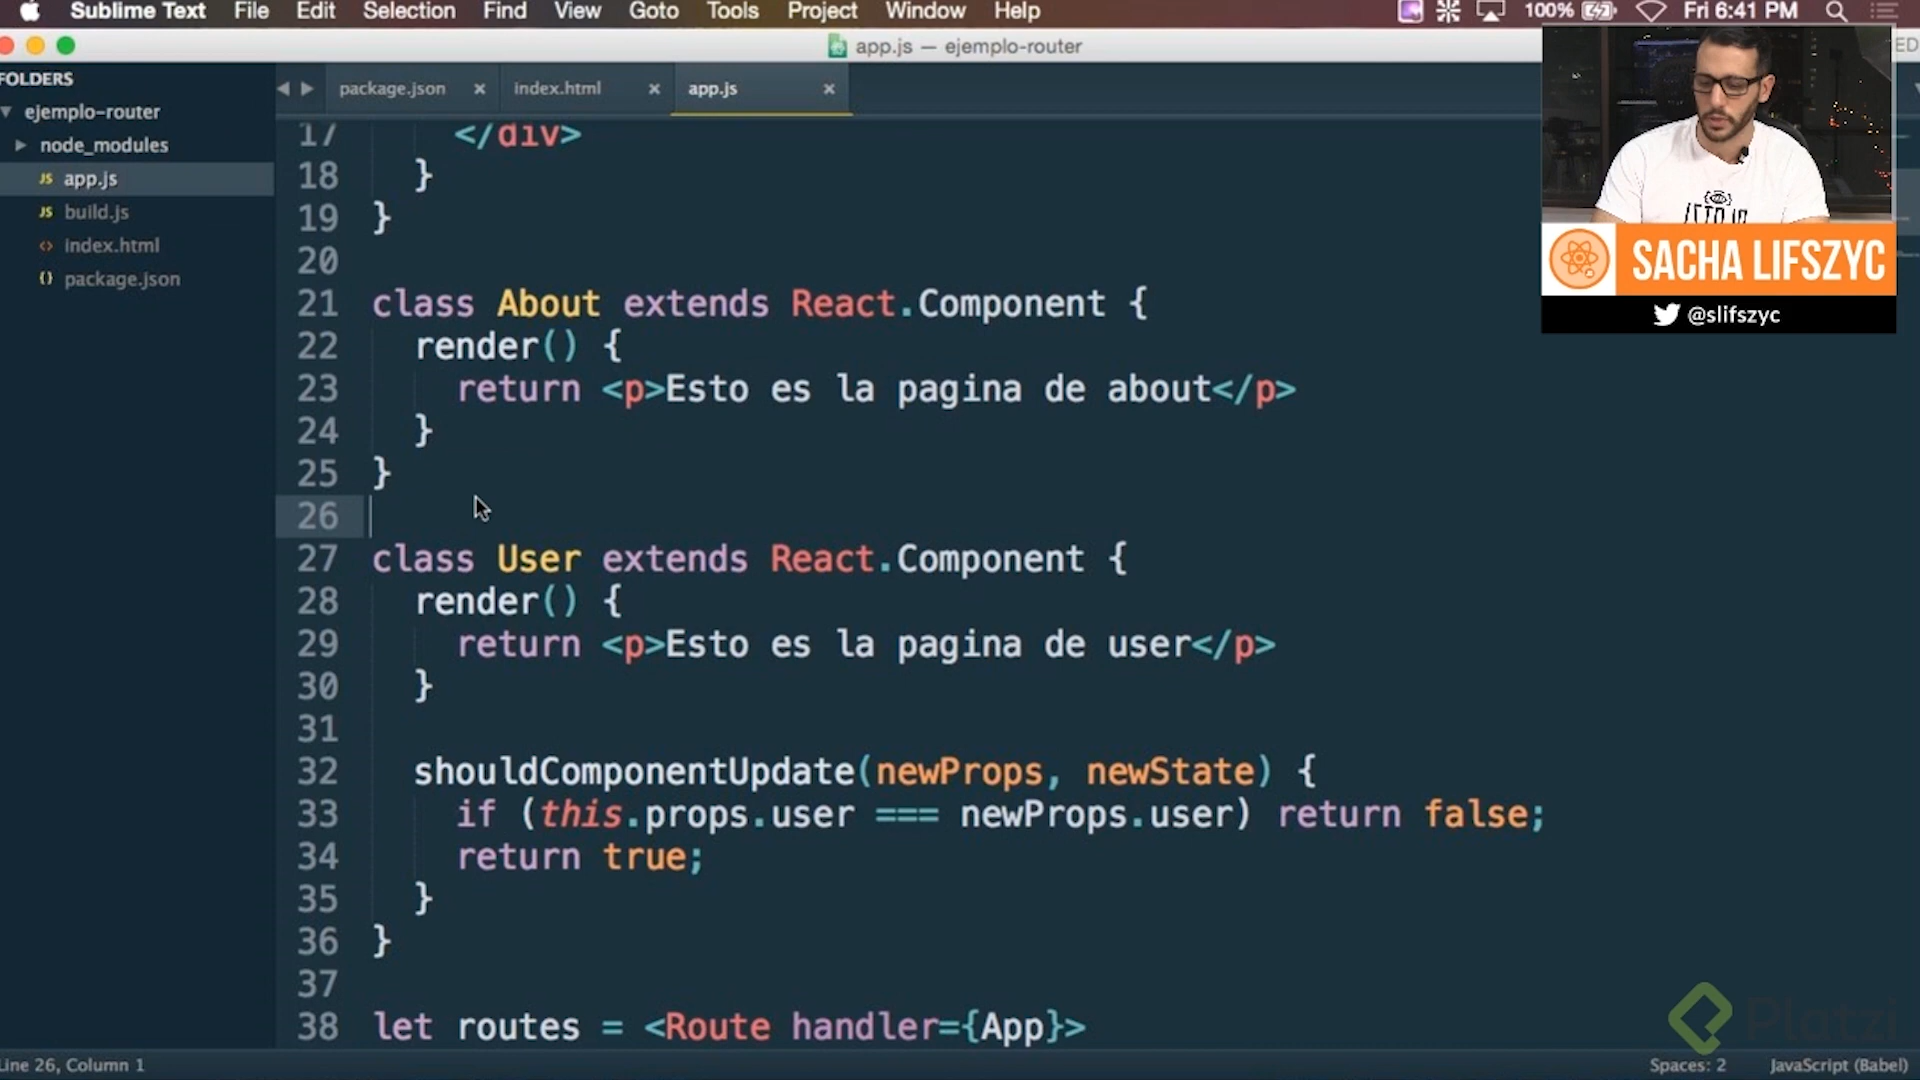 Sublime Text File Edit Selection Find View Goto Tools Project Window Help 100% Fri 6:41 PM
app.js — ejemplo-router
FOLDERS
ejemplo-router
node_modules
app.js
build.js
index.html
package.json
package.json index.html app.js
17 </div>
18 }
19 }
20
21 class About extends React.Component {
22 render() {
23 return <p>Esto es la pagina de about</p>
24 }
25 }
26
27 class User extends React.Component {
28 render() {
29 return <p>Esto es la pagina de user</p>
30 }
31
32 shouldComponentUpdate(newProps, newState) {
33 if (this.props.user === newProps.user) return false;
34 return true;
35 }
36 }
37
38 let routes = <Route handler={App}>
SACHA LIFSZYC
@slifszyc
Platzi
Line 26, Column 1 Spaces: 2 JavaScript (Babel)